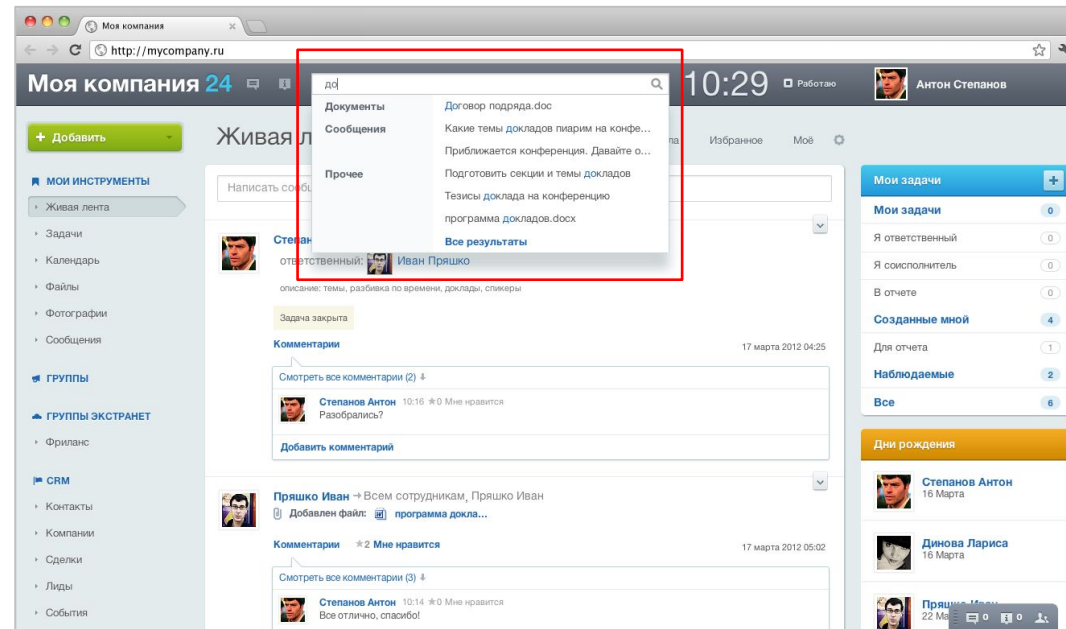 Моя компания
http://mycompany.ru
Моя компания 24
до
10:29
Работаю
Антон Степанов
Документы
Договор подряда.doc
Сообщения
Какие темы докладов пиарим на конфе...
Приближается конференция. Давайте о...
Прочее
Подготовить секции и темы докладов
Тезисы доклада на конференцию
программа докладов.docx
Все результаты
+ Добавить
Живая л
Избранное
Моё
МОИ ИНСТРУМЕНТЫ
Живая лента
Задачи
Календарь
Файлы
Фотографии
Сообщения
ГРУППЫ
ГРУППЫ ЭКСТРАНЕТ
Фриланс
CRM
Контакты
Компании
Сделки
Лиды
События
Написать сооб
Степан
ответственный: Иван Пряшко
описание: темы, разбивка по времени, доклады, спикеры
Задача закрыта
Комментарии
17 марта 2012 04:25
Смотреть все комментарии (2)
Степанов Антон 10:16 ★0 Мне нравится
Разобрались?
Добавить комментарий
Пряшко Иван → Всем сотрудникам, Пряшко Иван
Добавлен файл: программа докла...
Комментарии ★2 Мне нравится
17 марта 2012 05:02
Смотреть все комментарии (3)
Степанов Антон 10:14 ★0 Мне нравится
Все отлично, спасибо!
Мои задачи +
Мои задачи 0
Я ответственный 0
Я соисполнитель 0
В отчете 0
Созданные мной 4
Для отчета 1
Наблюдаемые 2
Все 6
Дни рождения
Степанов Антон
16 Марта
Динова Лариса
16 Марта
22 Ма
0 0